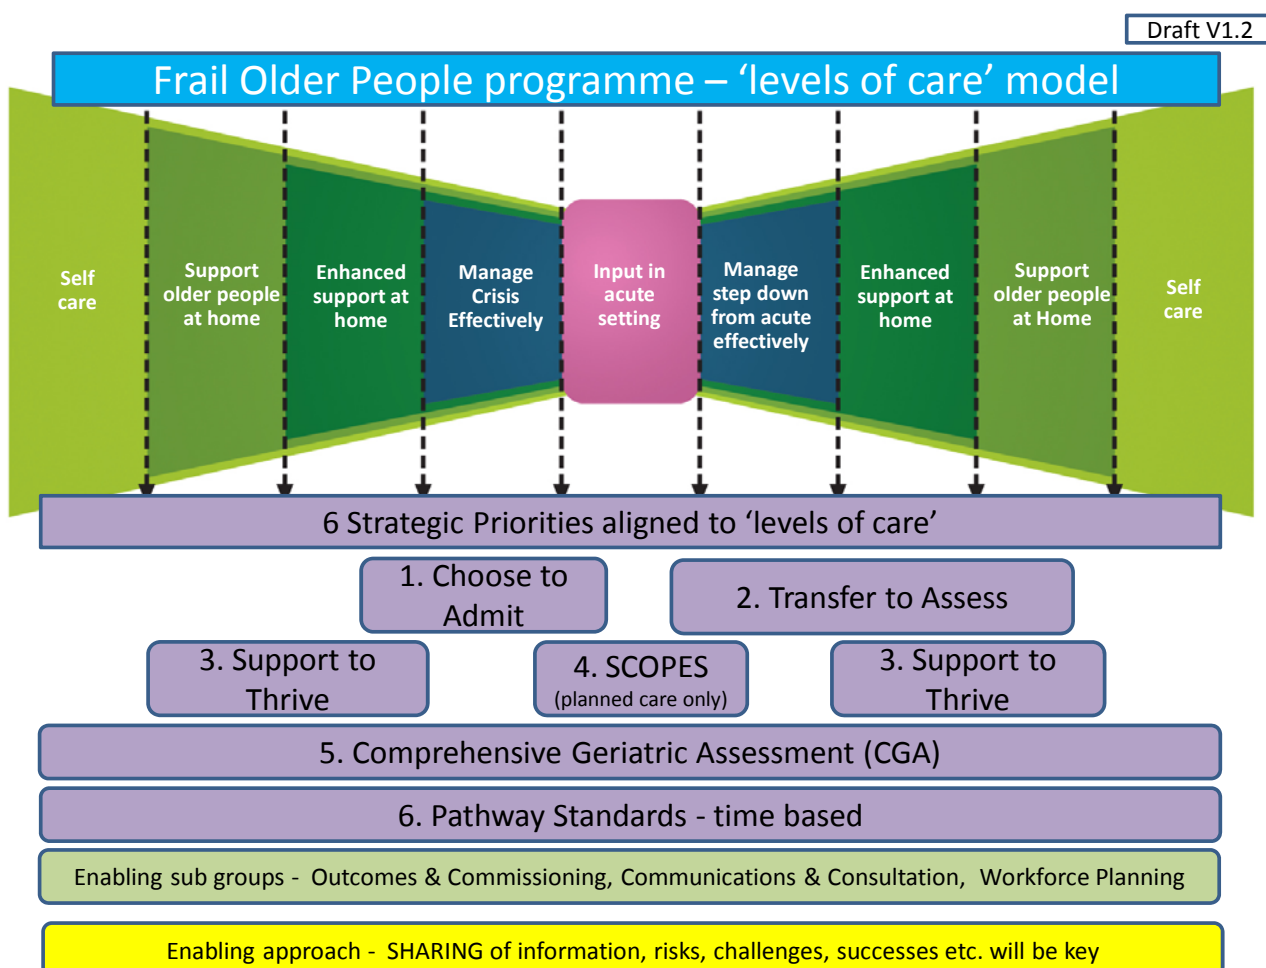 Draft V1.2
Frail Older People programme – ‘levels of care’ model
Self
care
Support
older people
at home
Enhanced
support at
home
Manage
Crisis
Effectively
Input in
acute
setting
Manage
step down
from acute
effectively
Enhanced
support at
home
Support
older people
at Home
Self
care
6 Strategic Priorities aligned to ‘levels of care’
1. Choose to
Admit
2. Transfer to Assess
3. Support to
Thrive
4. SCOPES
(planned care only)
3. Support to
Thrive
5. Comprehensive Geriatric Assessment (CGA)
6. Pathway Standards - time based
Enabling sub groups - Outcomes & Commissioning, Communications & Consultation, Workforce Planning
Enabling approach - SHARING of information, risks, challenges, successes etc. will be key